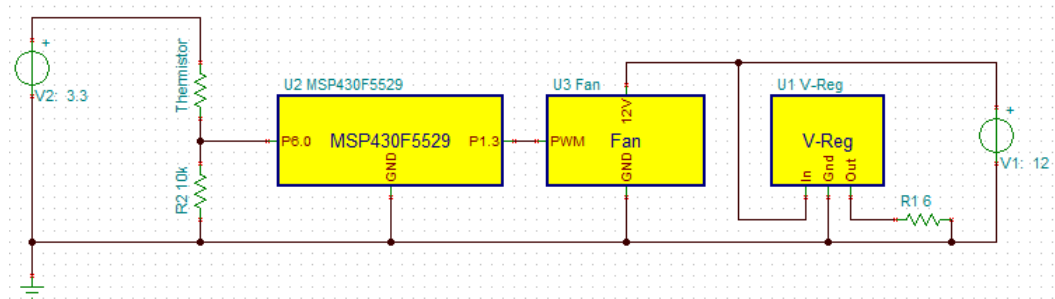 +
V2: 3.3
Thermistor
R2 10k
U2 MSP430F5529
P6.0
MSP430F5529
P1.3
GND
U3 Fan
12V
PWM
Fan
GND
U1 V-Reg
V-Reg
In
Gnd
Out
R1 6
+
V1: 12